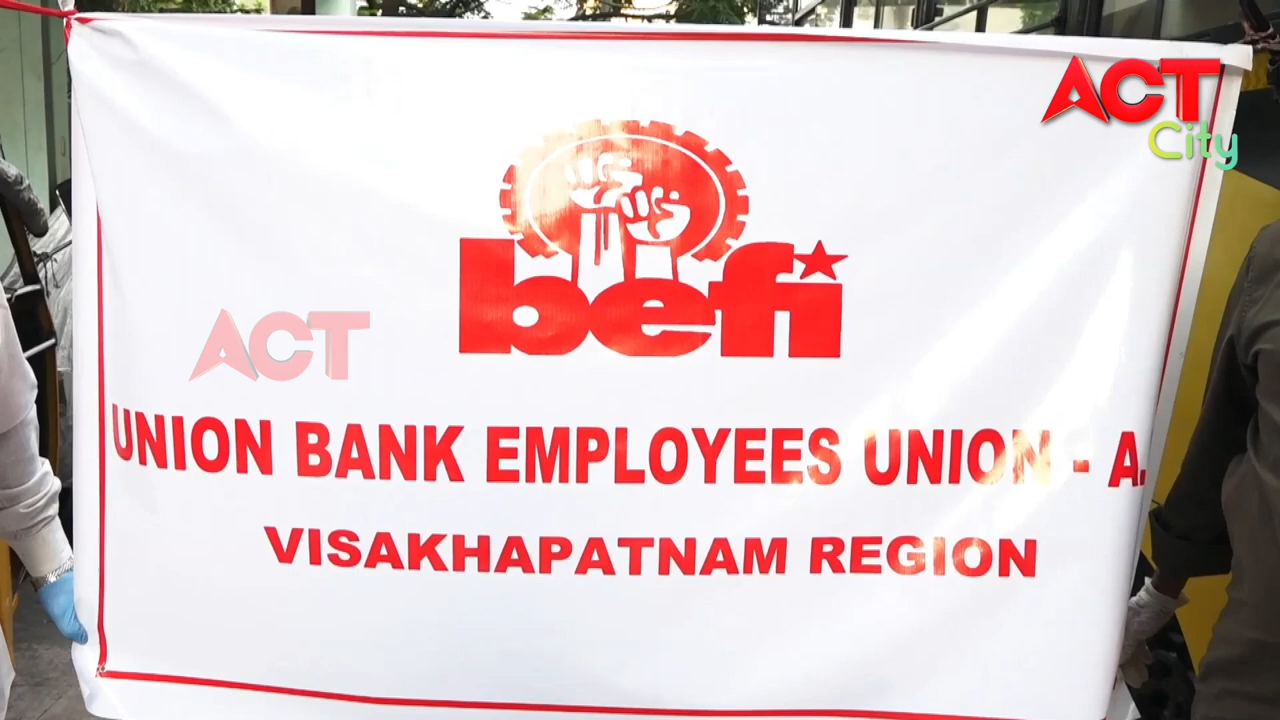 ACT
City
befi
ACT
UNION BANK EMPLOYEES UNION - A.
VISAKHAPATNAM REGION